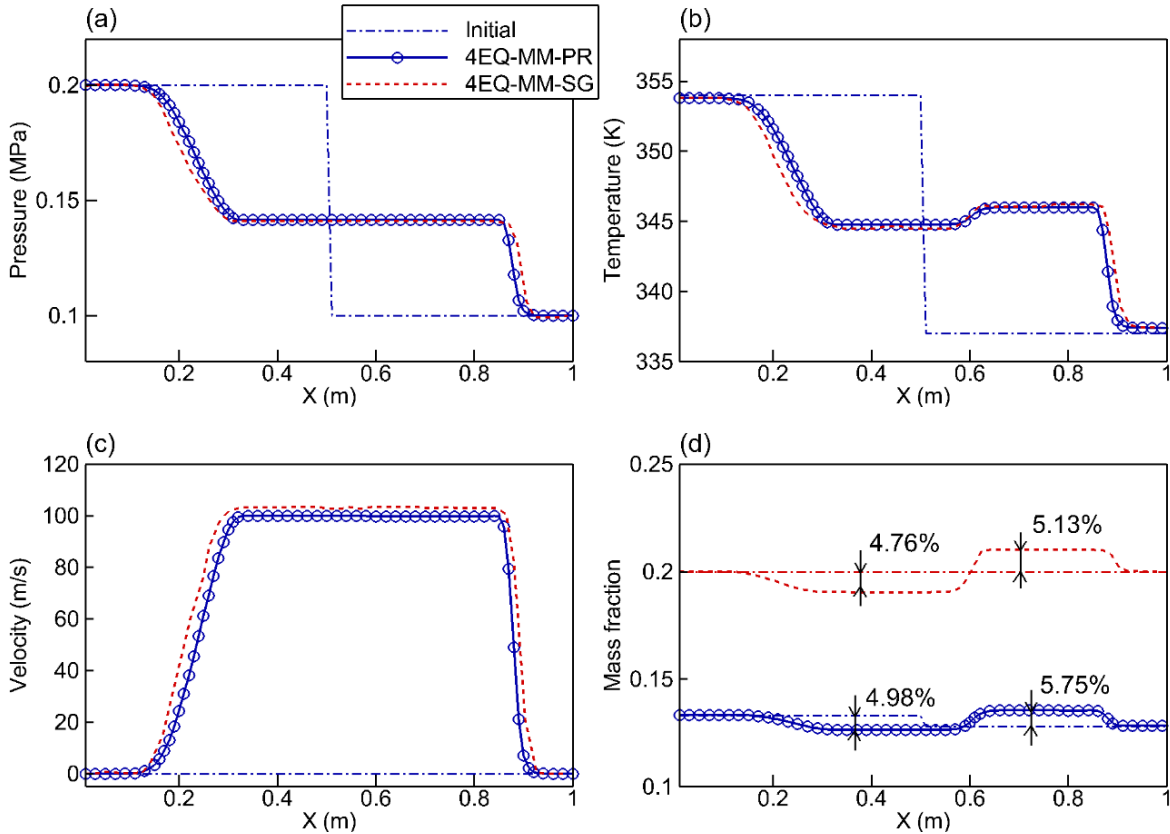 (a)
Initial
4EQ-MM-PR
4EQ-MM-SG
0.2
0.15
0.1
Pressure (MPa)
0.2 0.4 0.6 0.8 1
X (m)
(b)
355
350
345
340
335
Temperature (K)
0.2 0.4 0.6 0.8 1
X (m)
(c)
120
100
80
60
40
20
0
Velocity (m/s)
0.2 0.4 0.6 0.8 1
X (m)
(d)
0.25
0.2
0.15
0.1
Mass fraction
4.76%
5.13%
4.98%
5.75%
0.2 0.4 0.6 0.8 1
X (m)